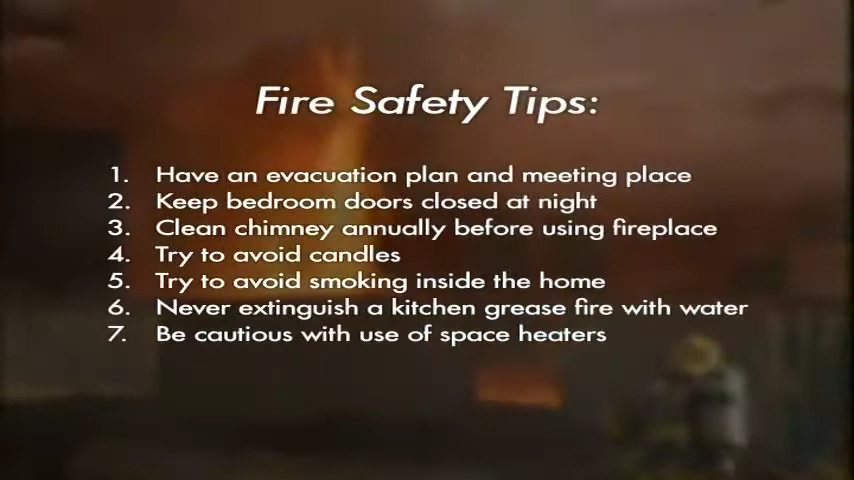 Fire Safety Tips:
1. Have an evacuation plan and meeting place
2. Keep bedroom doors closed at night
3. Clean chimney annually before using fireplace
4. Try to avoid candles
5. Try to avoid smoking inside the home
6. Never extinguish a kitchen grease fire with water
7. Be cautious with use of space heaters